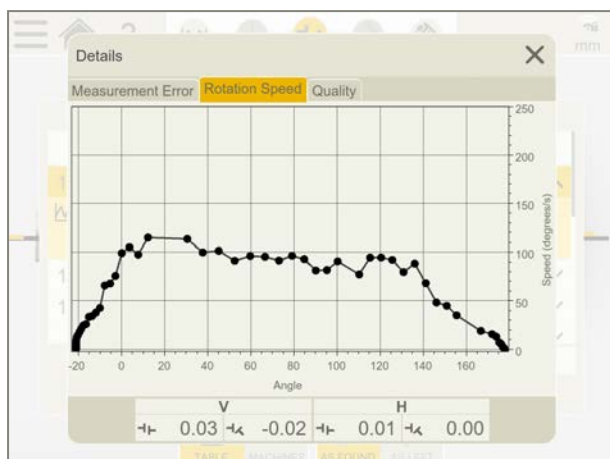 ?
mm
Details
Measurement Error Rotation Speed Quality
250
200
150
100
50
0
Speed (degrees/s)
-20 0 20 40 60 80 100 120 140 160
Angle
V H
0.03 -0.02 0.01 0.00
TABLE MACHINES AS FOUND AS LEFT